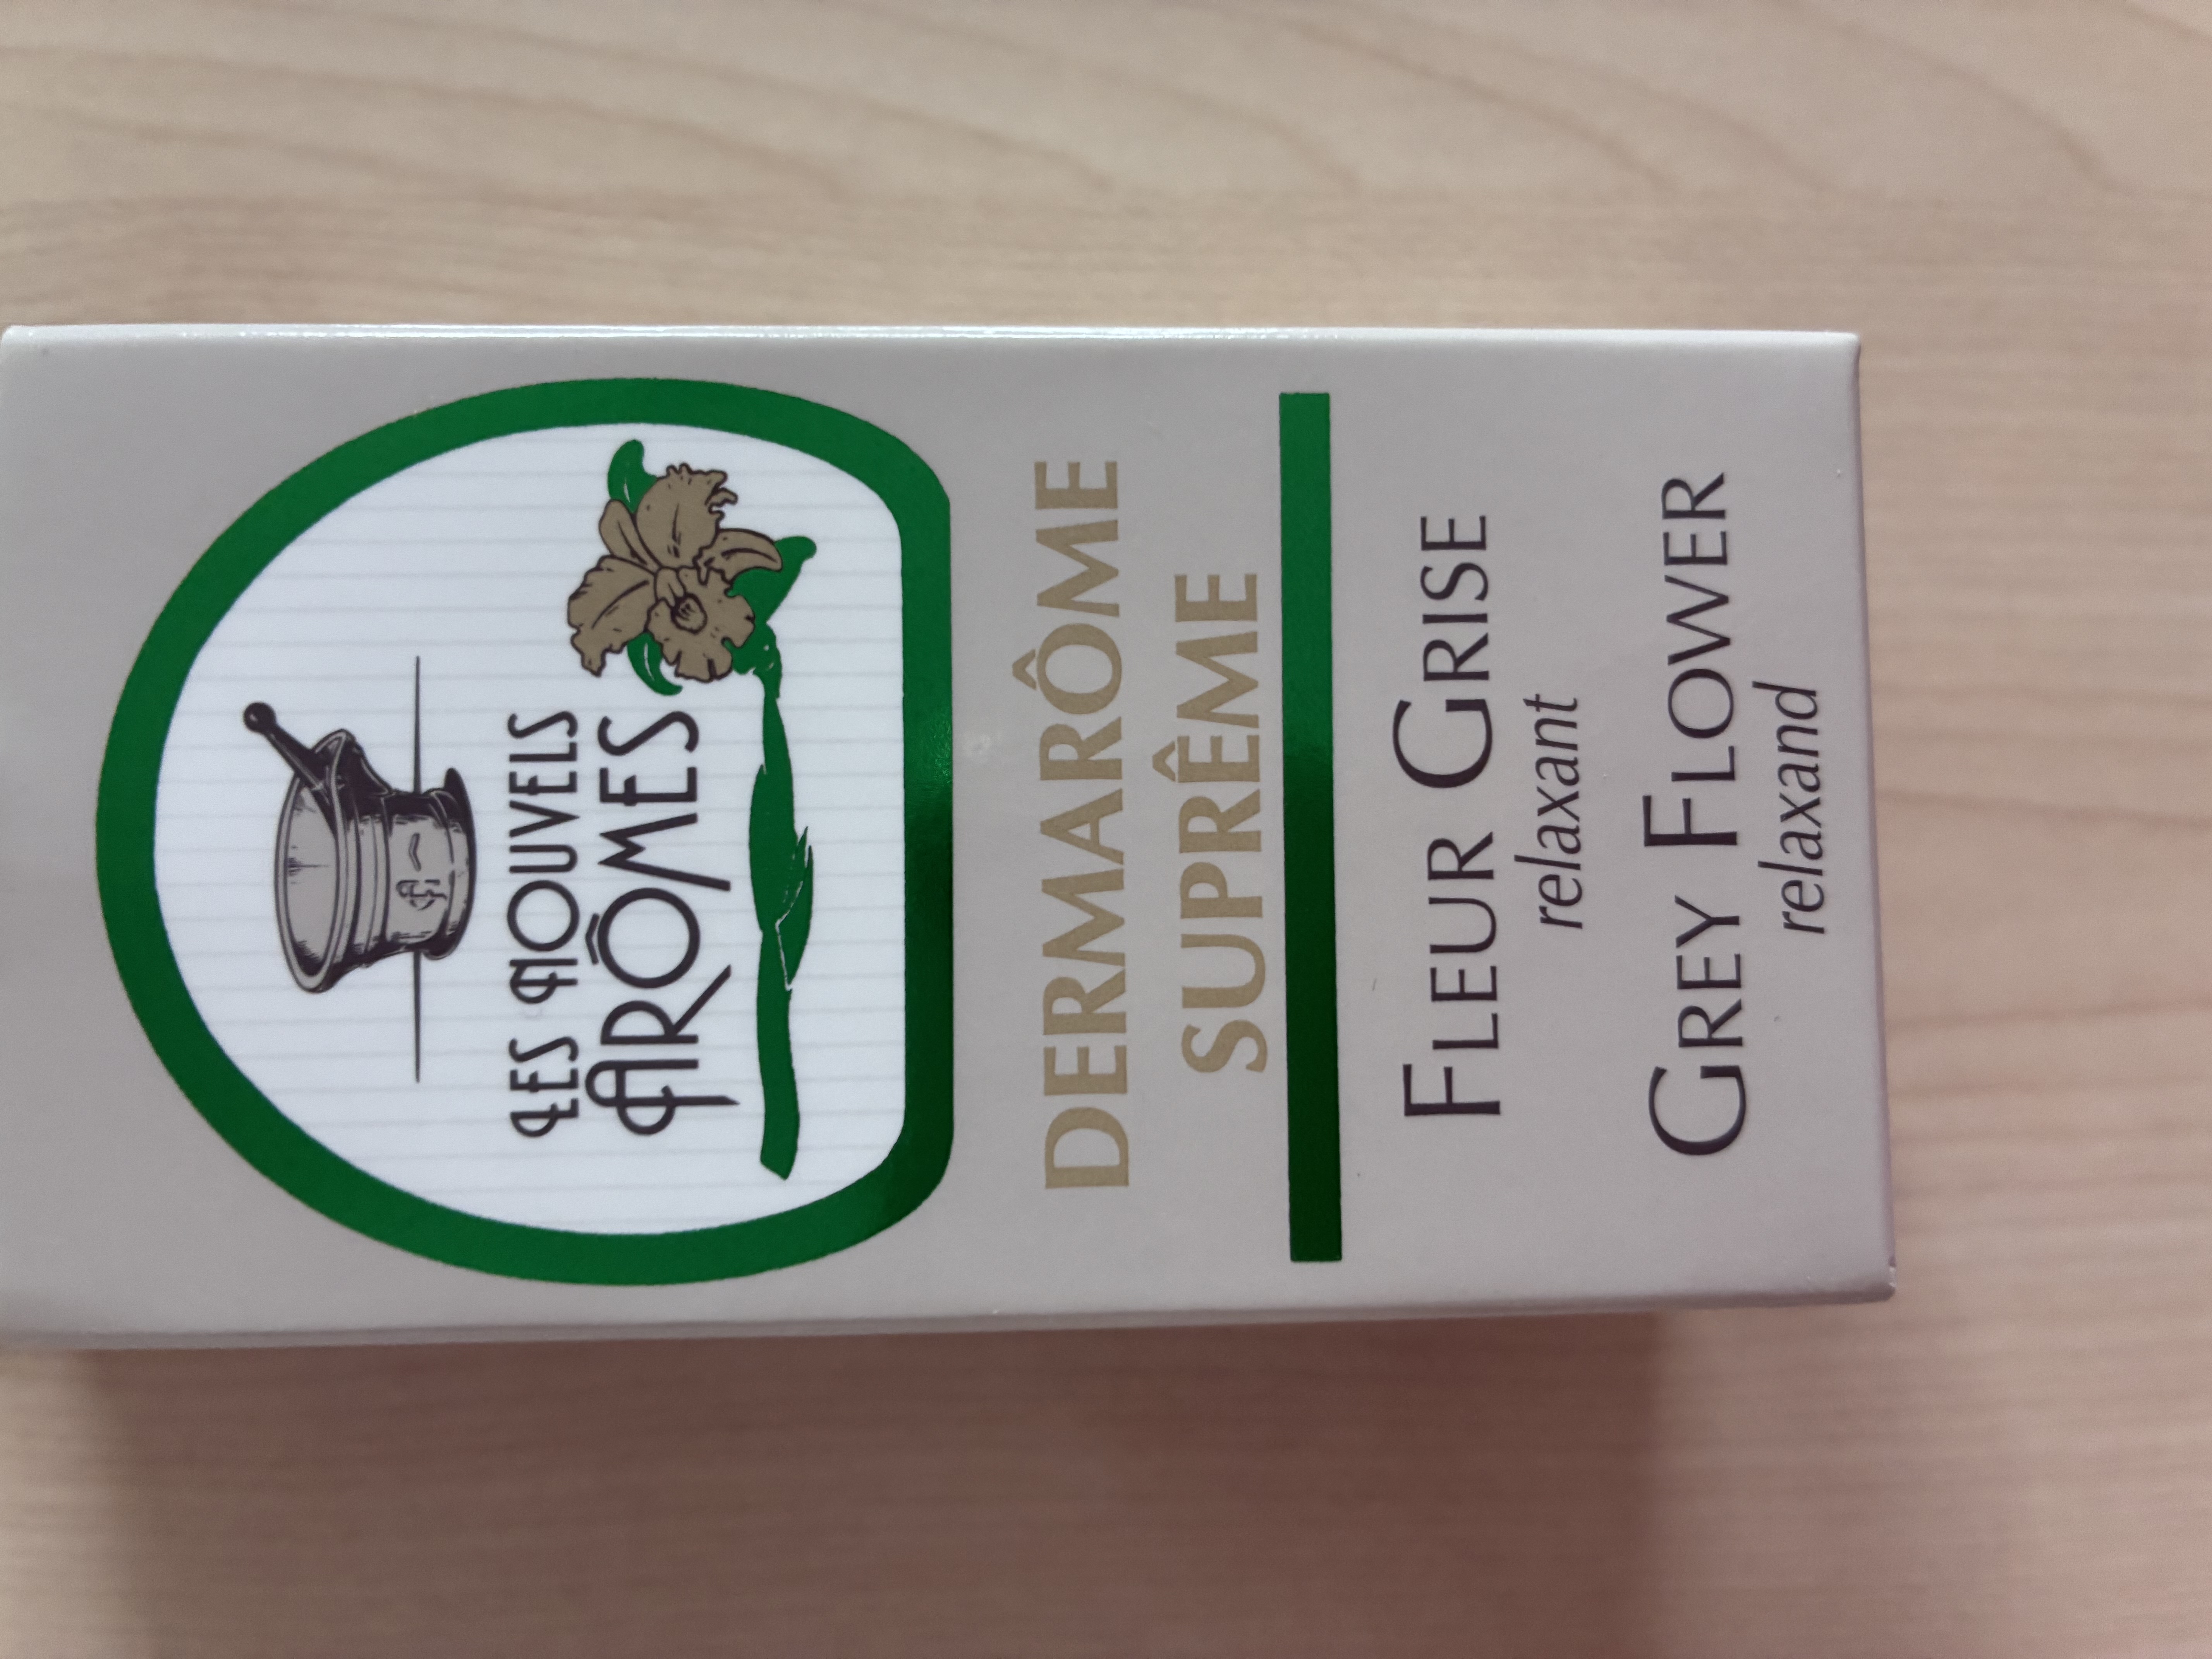 LES NOUVELS
ARÔMES
DERMARÔME
SUPRÊME
FLEUR GRISE
relaxant
GREY FLOWER
relaxand